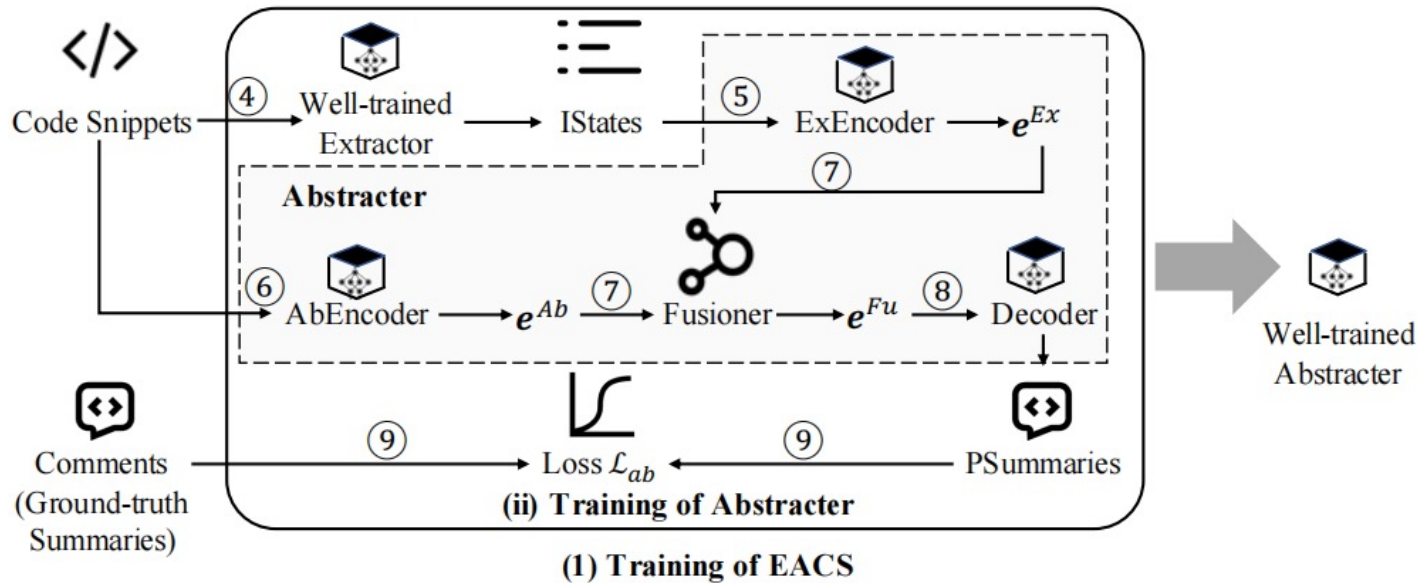 ④
⑤
Code Snippets
Well-trained
Extractor
IStates
ExEncoder
e^{Ex}
⑦
Abstracter
⑥
AbEncoder
e^{Ab}
⑦
Fusioner
e^{Fu}
⑧
Decoder
Well-trained
Abstracter
⑨
⑨
Comments
(Ground-truth
Summaries)
Loss ℒ_{ab}
PSummaries
(ii) Training of Abstracter
(1) Training of EACS